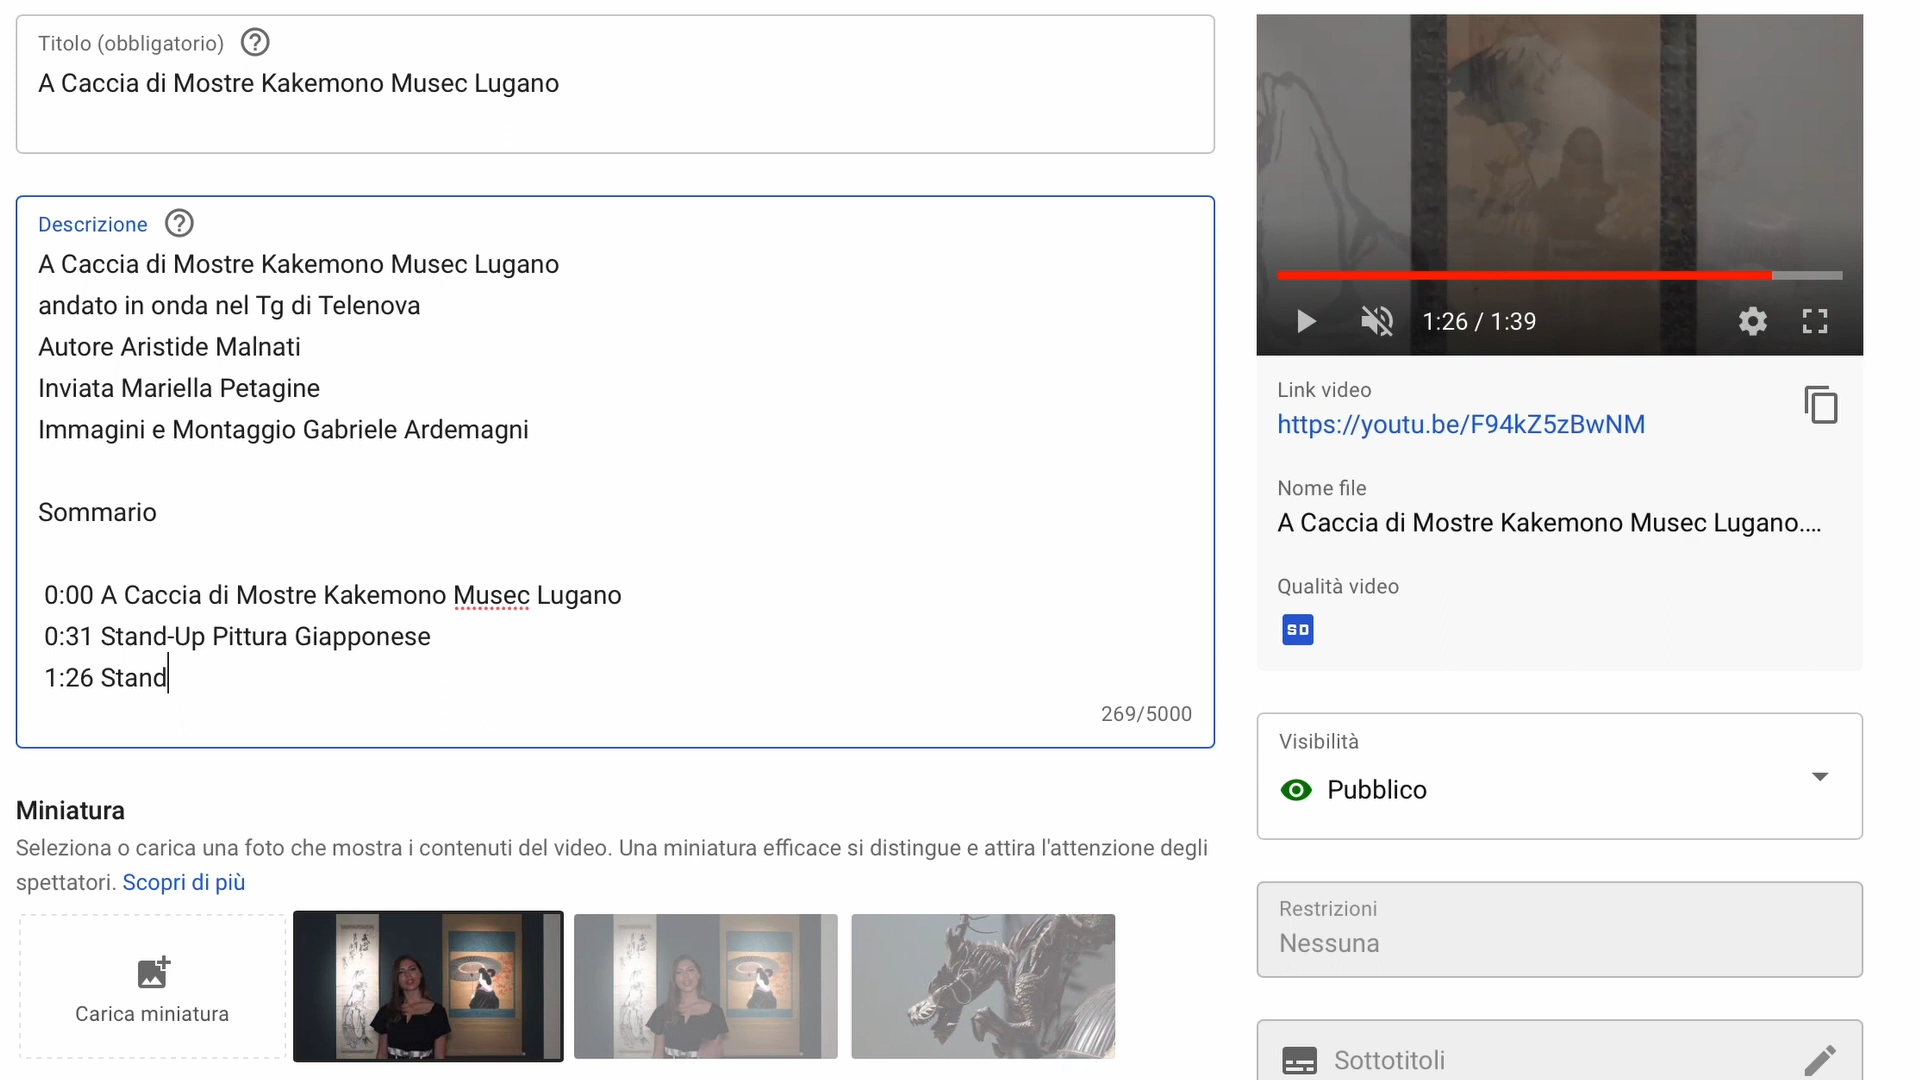 Titolo (obbligatorio)
A Caccia di Mostre Kakemono Musec Lugano
Descrizione
A Caccia di Mostre Kakemono Musec Lugano
andato in onda nel Tg di Telenova
Autore Aristide Malnati
Inviata Mariella Petagine
Immagini e Montaggio Gabriele Ardemagni
Sommario
0:00 A Caccia di Mostre Kakemono Musec Lugano
0:31 Stand-Up Pittura Giapponese
1:26 Stand
269/5000
Miniatura
Seleziona o carica una foto che mostra i contenuti del video. Una miniatura efficace si distingue e attira l'attenzione degli
spettatori. Scopri di più
Carica miniatura
1:26 / 1:39
Link video
https://youtu.be/F94kZ5zBwNM
Nome file
A Caccia di Mostre Kakemono Musec Lugano....
Qualità video
SD
Visibilità
Pubblico
Restrizioni
Nessuna
Sottotitoli